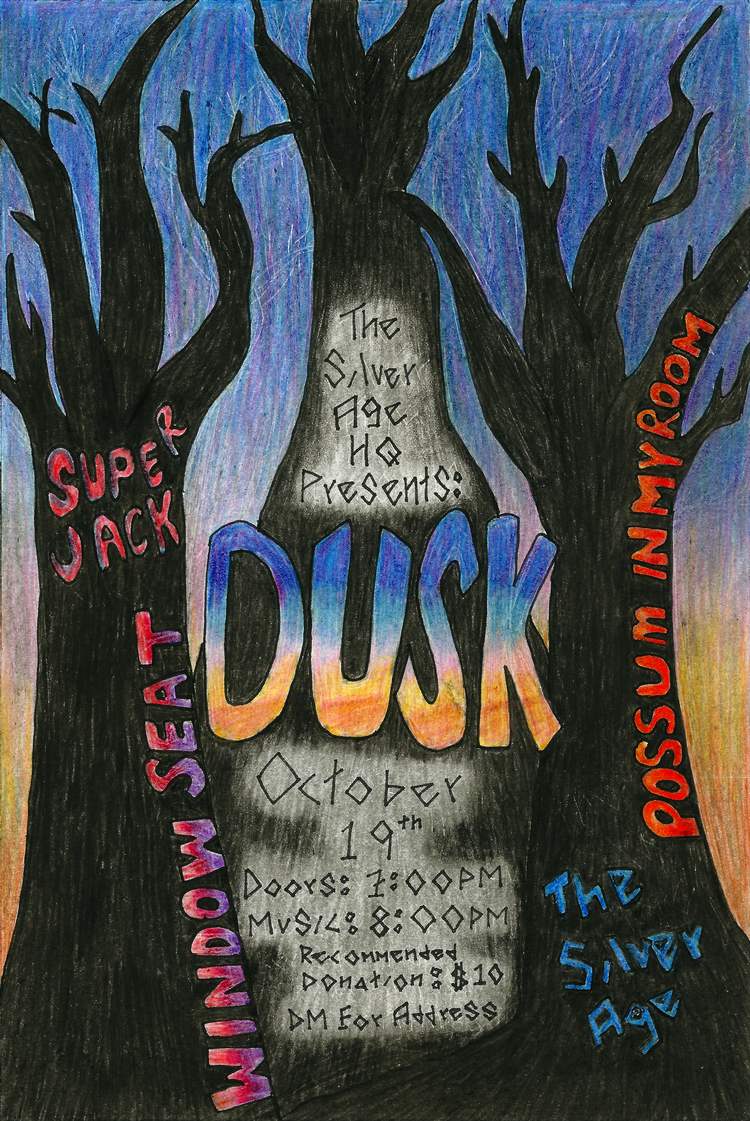 The
Silver
Age
HQ
Presents:
DUSK
October
19th
Doors: 7:00PM
Music: 8:00PM
Recommended
Donation: $10
DM For Address
SUPER
JACK
WINDOW SEAT
POSSUM IN MY ROOM
The
Silver
Age